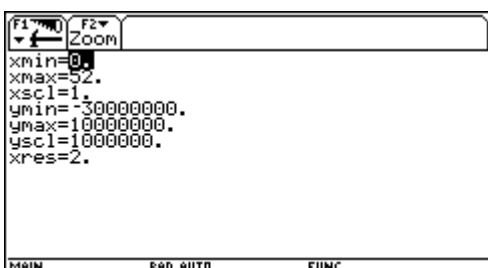 F1 F2
Zoom
xmin=0.
xmax=52.
xscl=1.
ymin=-30000000.
ymax=10000000.
yscl=1000000.
xres=2.
MAIN RAD AUTO FUNC